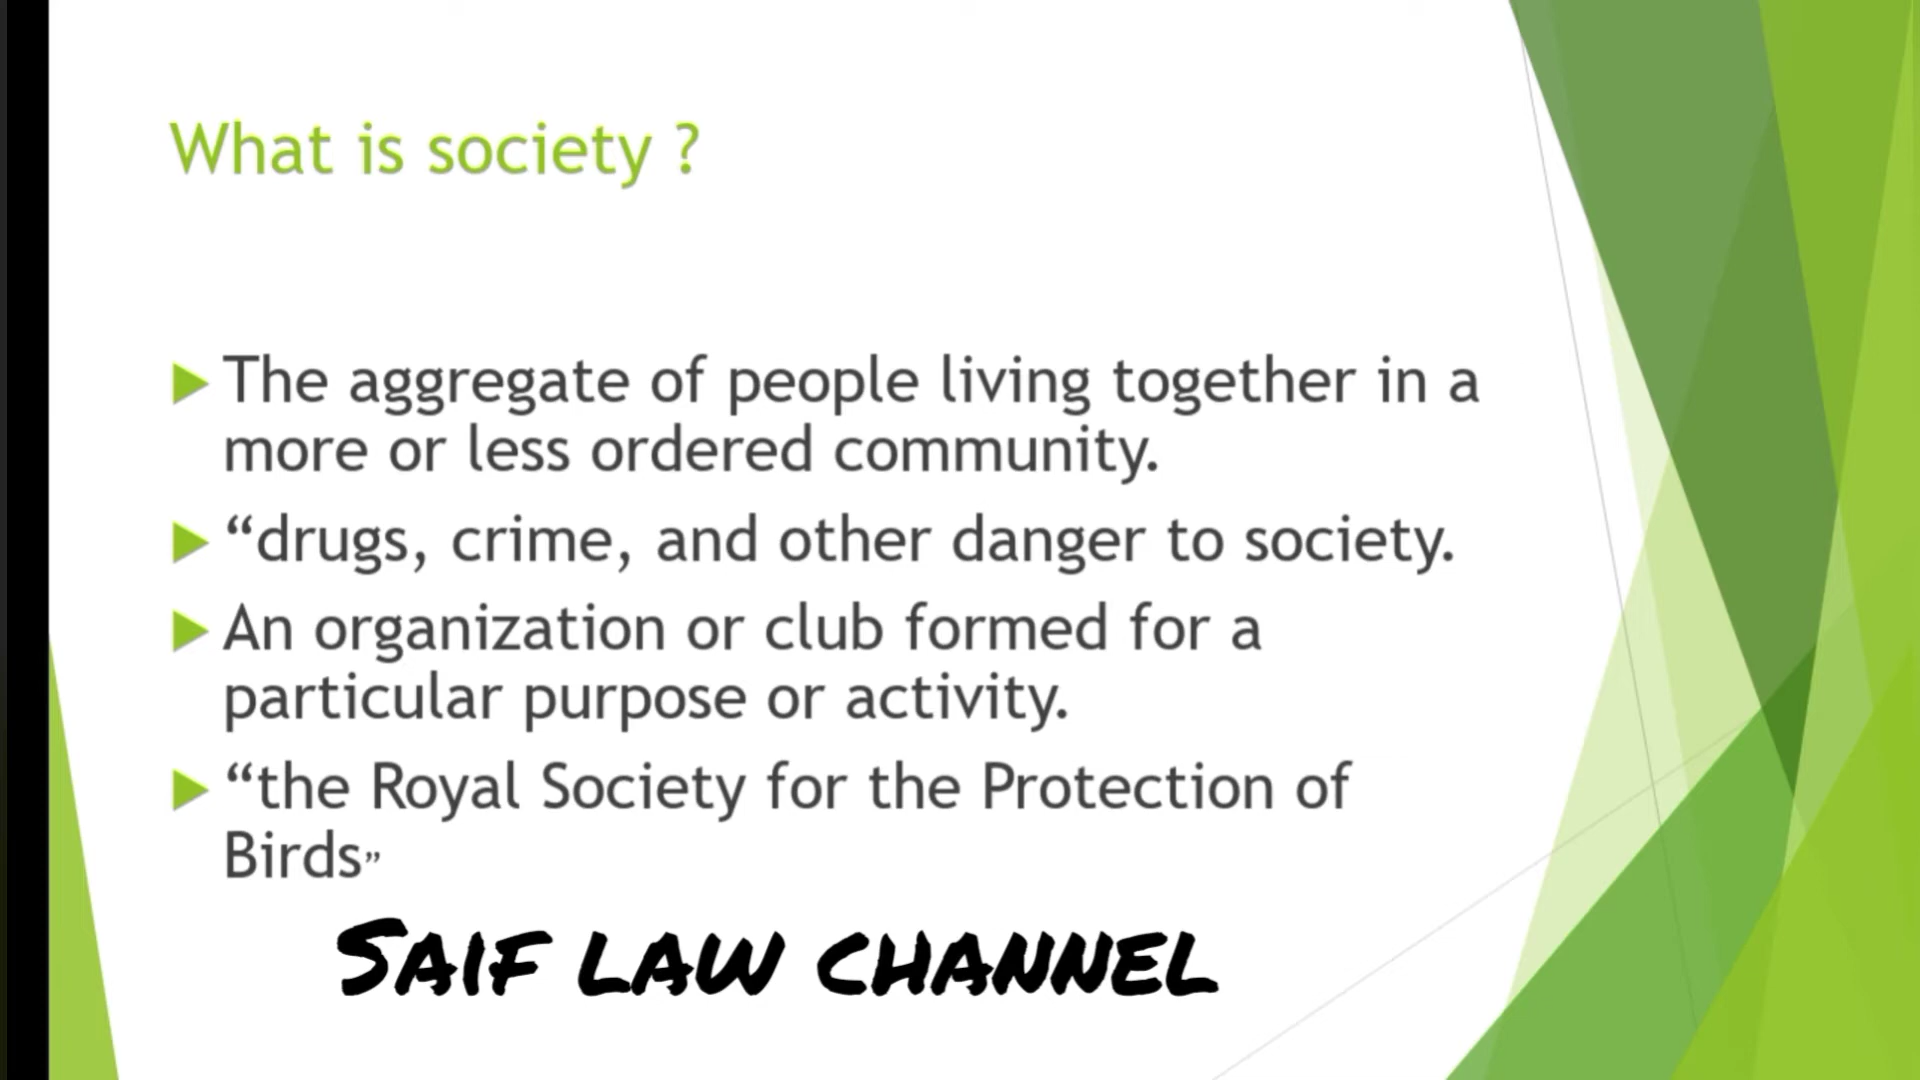 What is society ?
The aggregate of people living together in a
more or less ordered community.
“drugs, crime, and other danger to society.
An organization or club formed for a
particular purpose or activity.
“the Royal Society for the Protection of
Birds”
SAIF LAW CHANNEL